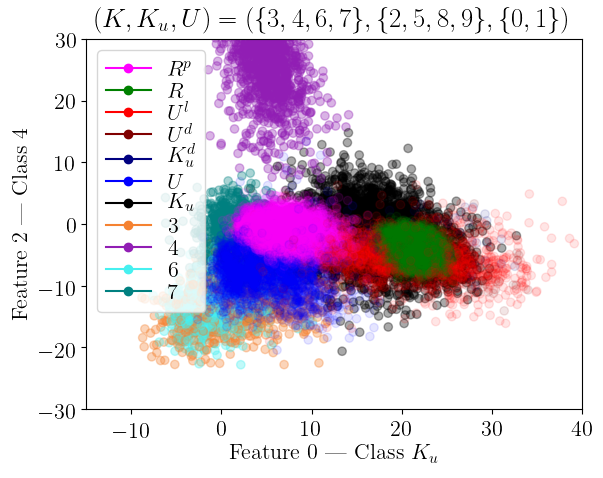 (K, K_u, U) = ({3, 4, 6, 7}, {2, 5, 8, 9}, {0, 1})
R^p
R
U^l
U^d
K_u^d
U
K_u
3
4
6
7
Feature 2 — Class 4
30
20
10
0
−10
−20
−30
−10 0 10 20 30 40
Feature 0 — Class K_u